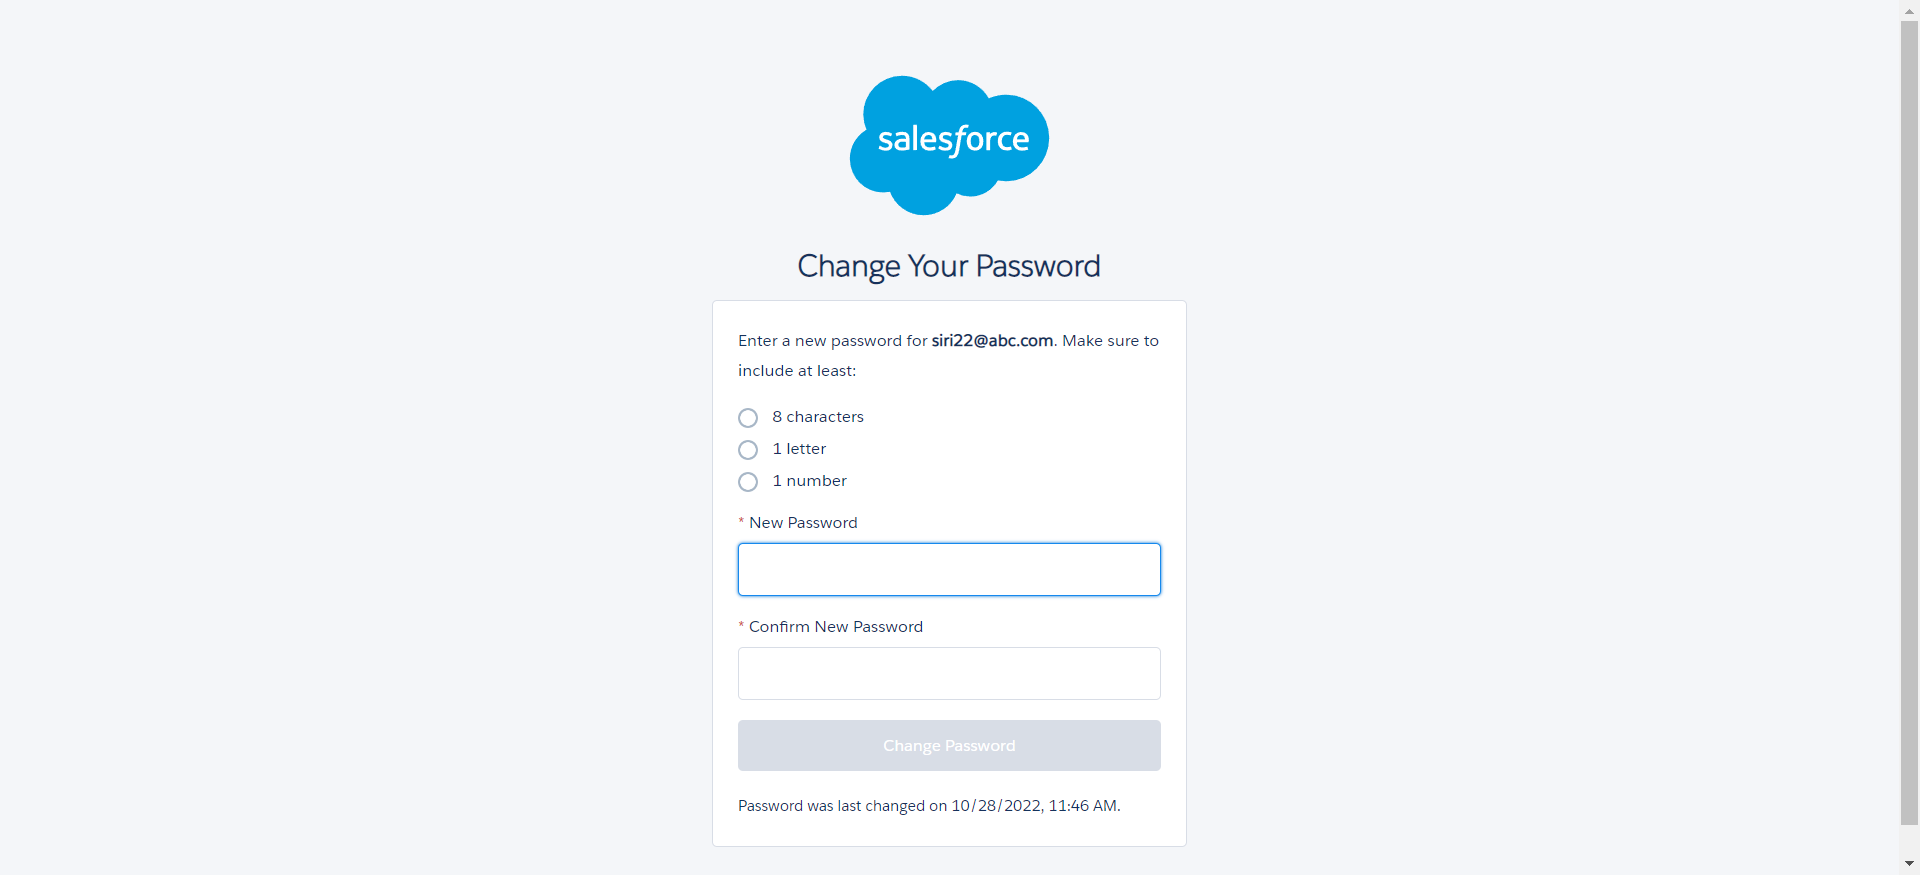 salesforce
Change Your Password
Enter a new password for siri22@abc.com. Make sure to
include at least:
8 characters
1 letter
1 number
* New Password
* Confirm New Password
Change Password
Password was last changed on 10/28/2022, 11:46 AM.